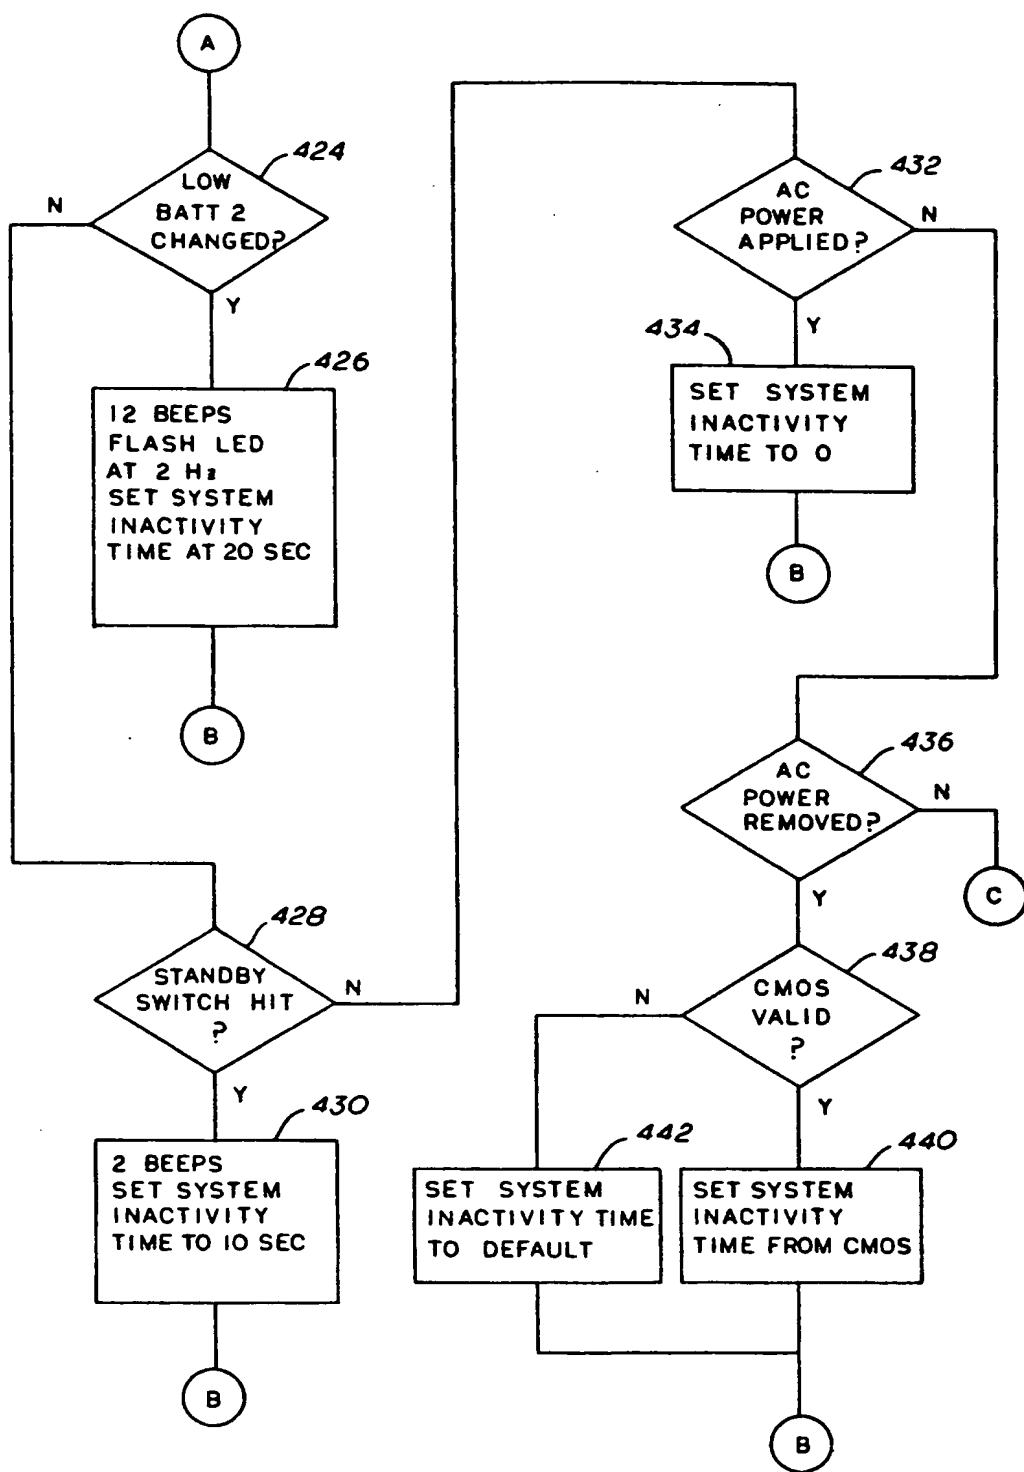 A
424
LOW
BATT 2
CHANGED?
N
Y
426
12 BEEPS
FLASH LED
AT 2 Hz
SET SYSTEM
INACTIVITY
TIME AT 20 SEC
B
428
STANDBY
SWITCH HIT
?
N
Y
430
2 BEEPS
SET SYSTEM
INACTIVITY
TIME TO 10 SEC
B
432
AC
POWER
APPLIED?
N
Y
434
SET SYSTEM
INACTIVITY
TIME TO 0
B
436
AC
POWER
REMOVED?
N
C
Y
438
CMOS
VALID
?
N
Y
442
SET SYSTEM
INACTIVITY TIME
TO DEFAULT
440
SET SYSTEM
INACTIVITY
TIME FROM CMOS
B